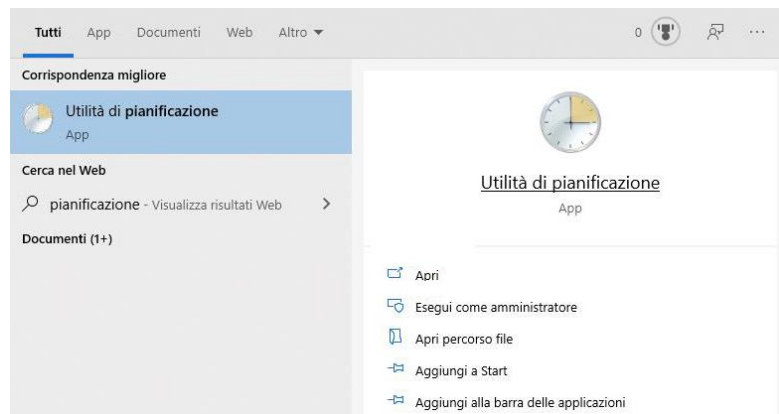 Tutti App Documenti Web Altro 0 ...
Corrispondenza migliore
Utilità di pianificazione
App
Cerca nel Web
pianificazione - Visualizza risultati Web
Documenti (1+)
Utilità di pianificazione
App
Apri
Esegui come amministratore
Apri percorso file
Aggiungi a Start
Aggiungi alla barra delle applicazioni